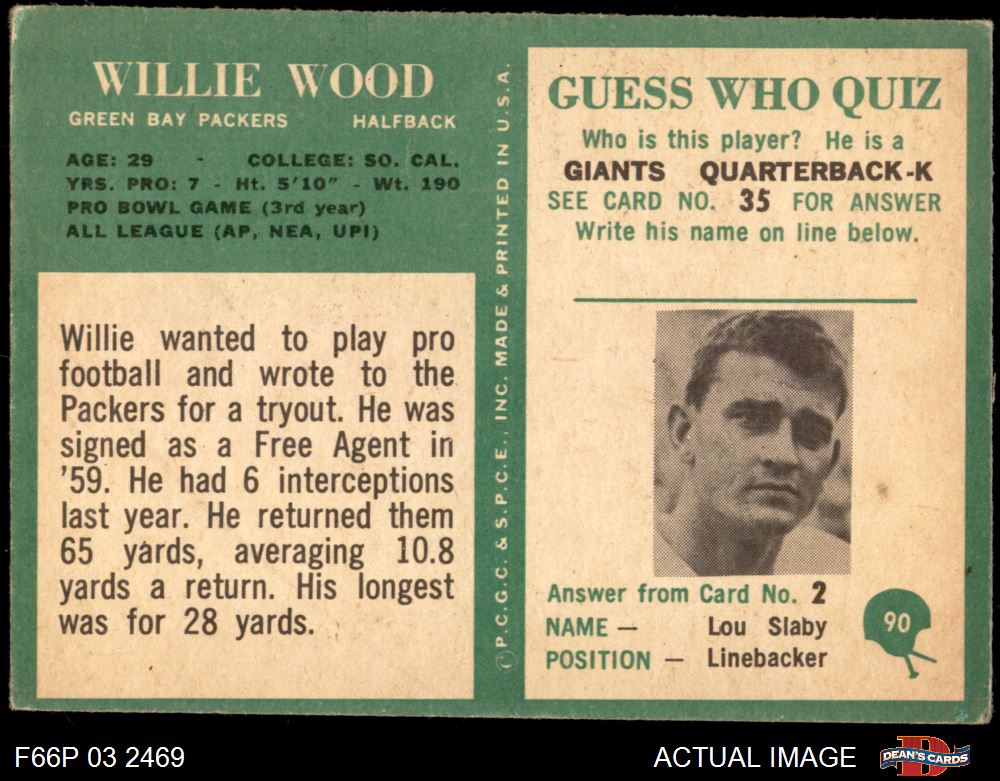 WILLIE WOOD
GREEN BAY PACKERS HALFBACK
AGE: 29 - COLLEGE: SO. CAL.
YRS. PRO: 7 - Ht. 5'10" - Wt. 190
PRO BOWL GAME (3rd year)
ALL LEAGUE (AP, NEA, UPI)
Willie wanted to play pro
football and wrote to the
Packers for a tryout. He was
signed as a Free Agent in
'59. He had 6 interceptions
last year. He returned them
65 yards, averaging 10.8
yards a return. His longest
was for 28 yards.
Ⓒ P.C.G.C. & S.P.C.E., INC. MADE & PRINTED IN U.S.A.
GUESS WHO QUIZ
Who is this player? He is a
GIANTS QUARTERBACK-K
SEE CARD NO. 35 FOR ANSWER
Write his name on line below.
Answer from Card No. 2
NAME — Lou Slaby
POSITION — Linebacker
90
F66P 03 2469
ACTUAL IMAGE
D
DEAN'S CARDS